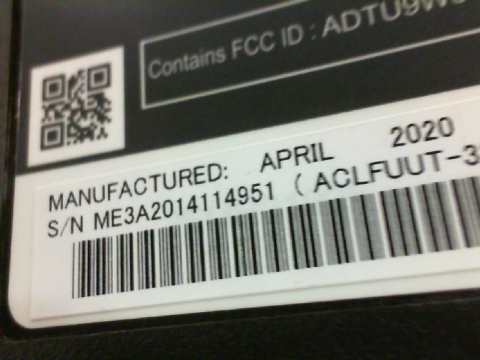 Contains FCC ID : ADTU9W
MANUFACTURED: APRIL 2020
S/N ME3A2014114951 ( ACLFUUT-3